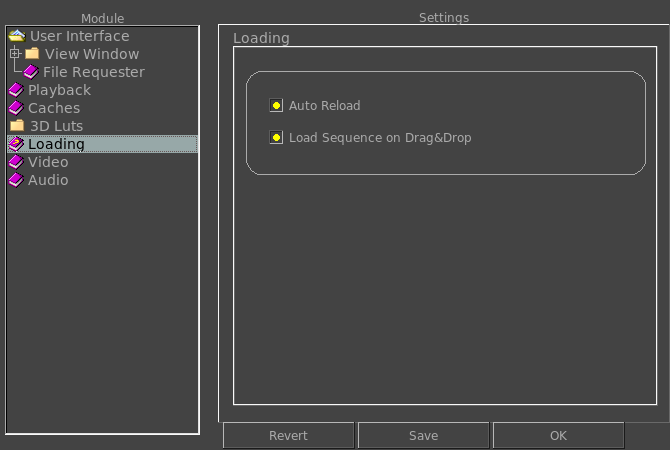 Module
User Interface
View Window
File Requester
Playback
Caches
3D Luts
Loading
Video
Audio
Settings
Loading
Auto Reload
Load Sequence on Drag&Drop
Revert
Save
OK